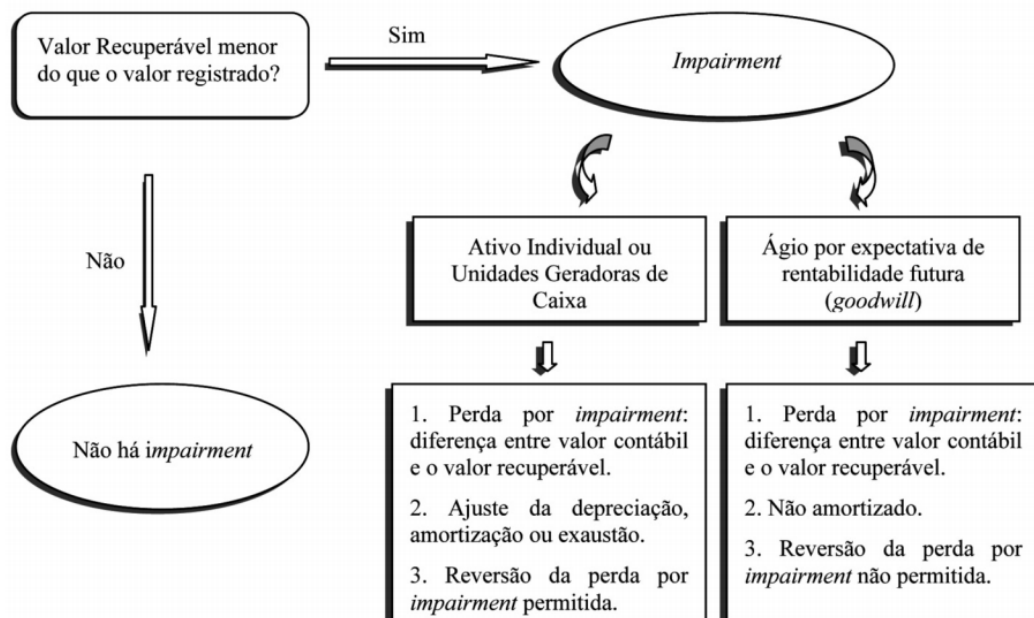 Valor Recuperável menor
do que o valor registrado?
Sim
Impairment
Não
Não há impairment
Ativo Individual ou
Unidades Geradoras de
Caixa
Ágio por expectativa de
rentabilidade futura
(goodwill)
1. Perda por impairment:
diferença entre valor contábil
e o valor recuperável.
2. Ajuste da depreciação,
amortização ou exaustão.
3. Reversão da perda por
impairment permitida.
1. Perda por impairment:
diferença entre valor contábil
e o valor recuperável.
2. Não amortizado.
3. Reversão da perda por
impairment não permitida.